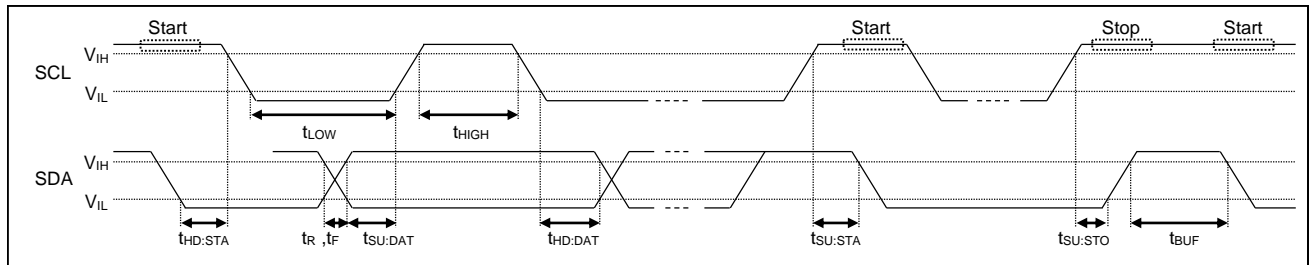 Start Start Stop Start
VIH
SCL
VIL
tLOW tHIGH
VIH
SDA
VIL
tHD:STA tR ,tF tSU:DAT tHD:DAT tSU:STA tSU:STO tBUF